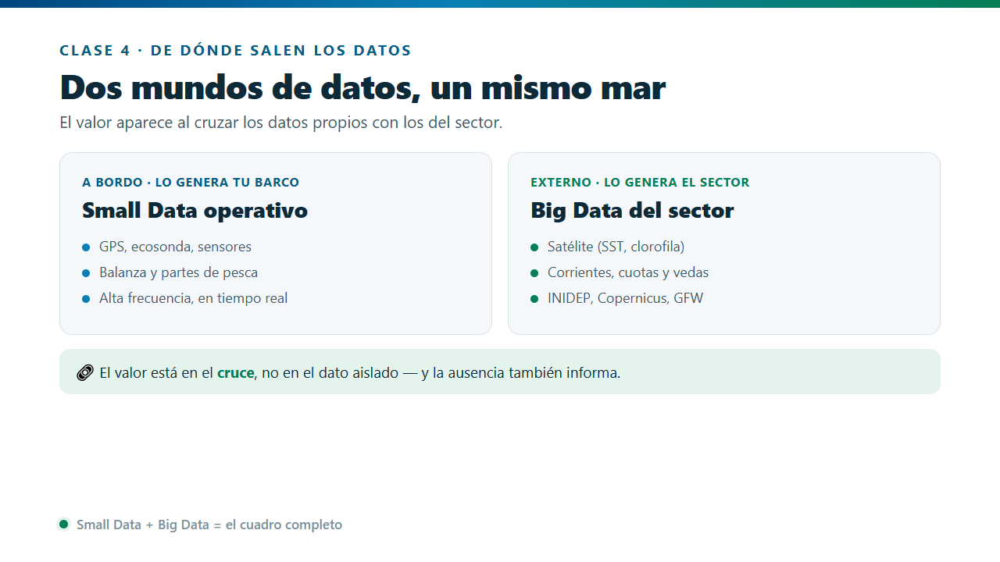 CLASE 4 · DE DÓNDE SALEN LOS DATOS
Dos mundos de datos, un mismo mar
El valor aparece al cruzar los datos propios con los del sector.
A BORDO · LO GENERA TU BARCO
Small Data operativo
GPS, ecosonda, sensores
Balanza y partes de pesca
Alta frecuencia, en tiempo real
EXTERNO · LO GENERA EL SECTOR
Big Data del sector
Satélite (SST, clorofila)
Corrientes, cuotas y vedas
INIDEP, Copernicus, GFW
El valor está en el cruce, no en el dato aislado — y la ausencia también informa.
Small Data + Big Data = el cuadro completo